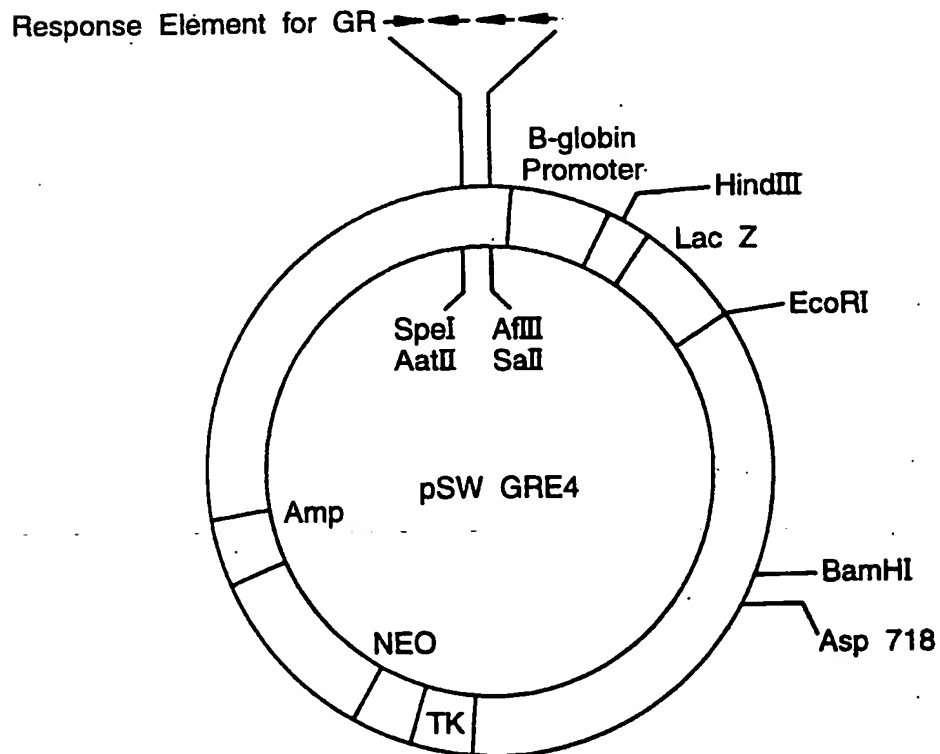 Response Element for GR
B-globin
Promoter
HindIII
Lac Z
EcoRI
SpeI AflII
AatII SalI
pSW GRE4
Amp
BamHI
Asp 718
NEO
TK